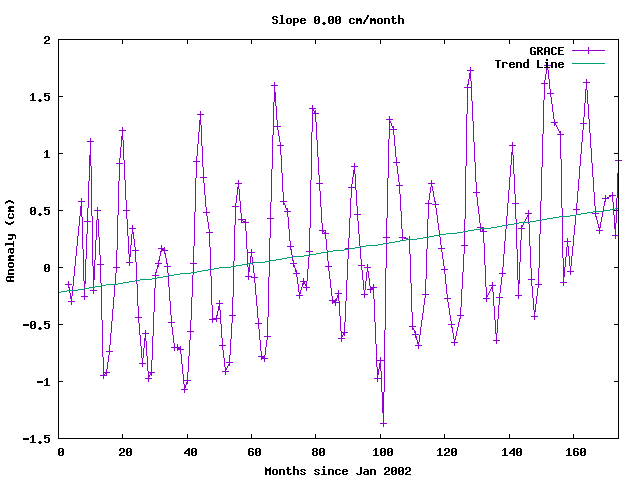 Slope 0.00 cm/month
GRACE
Trend Line
2
1.5
1
0.5
0
-0.5
-1
-1.5
Anomaly (cm)
0 20 40 60 80 100 120 140 160
Months since Jan 2002